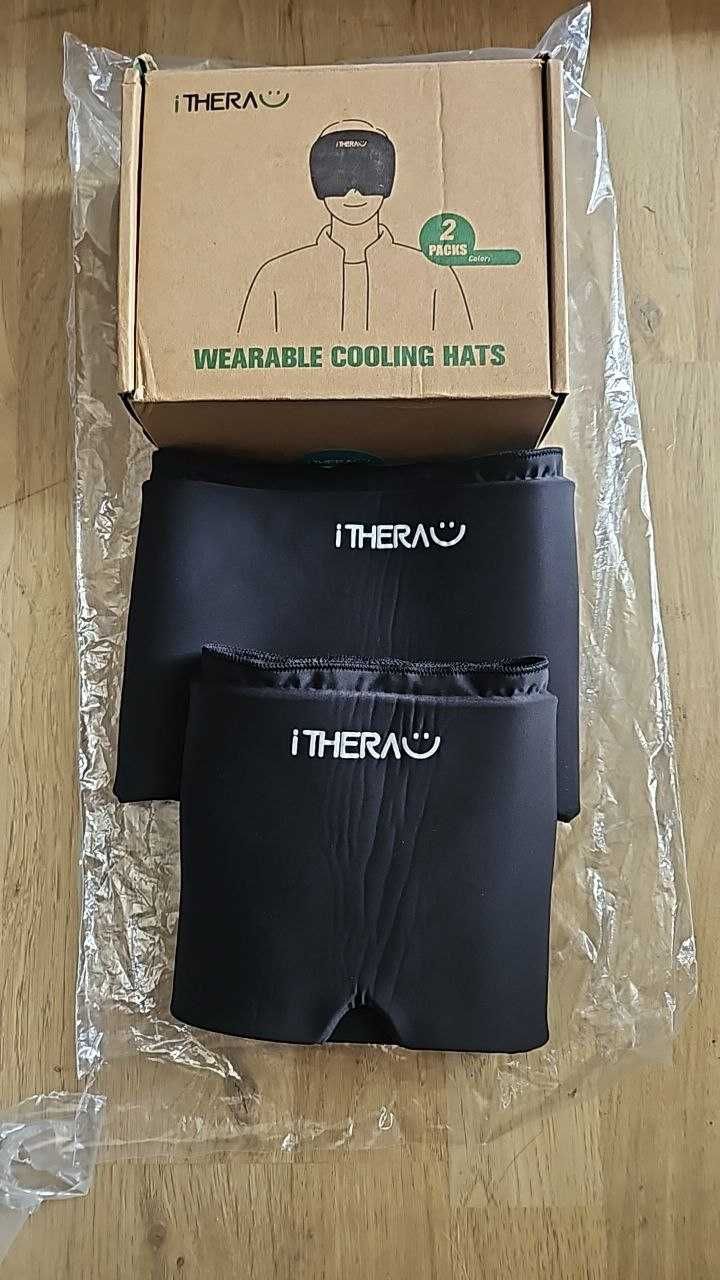 iTHERA
iTHERA
2
PACKS
Color:
WEARABLE COOLING HATS
iTHERA
iTHERA